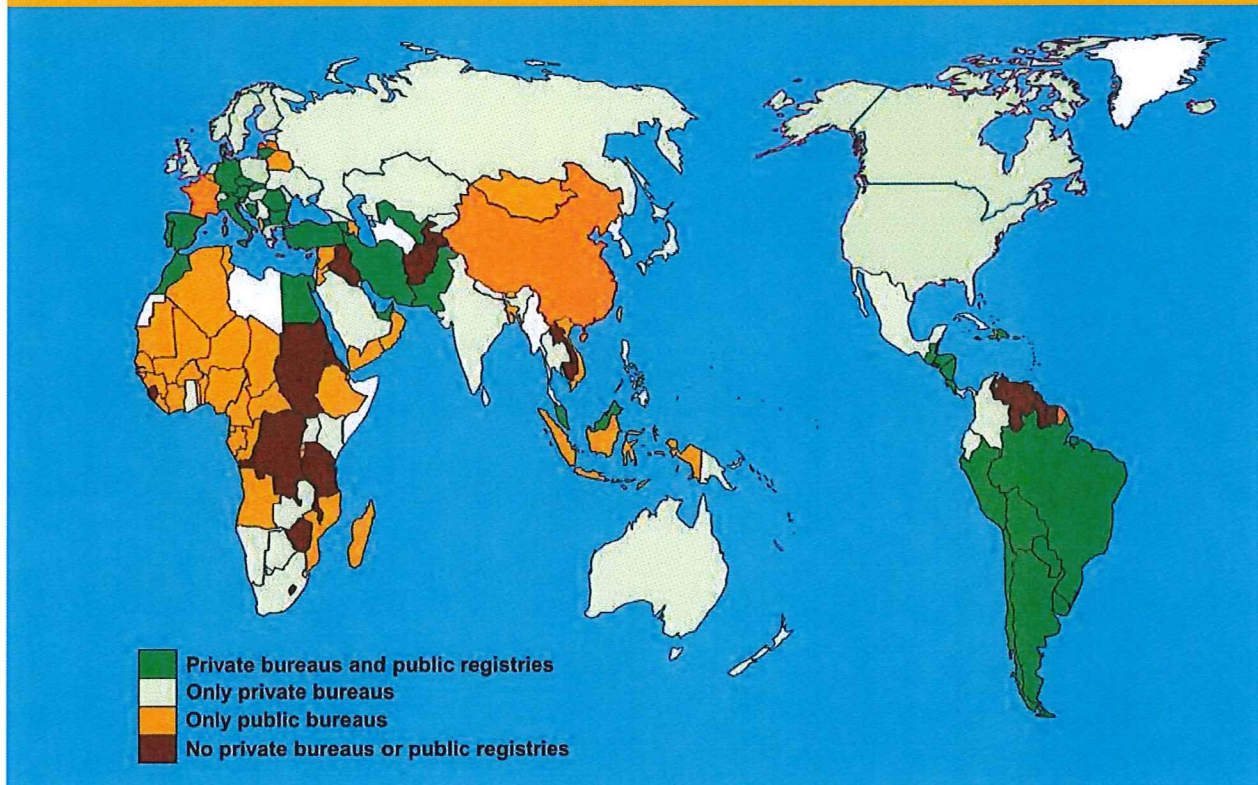 Private bureaus and public registries
Only private bureaus
Only public bureaus
No private bureaus or public registries